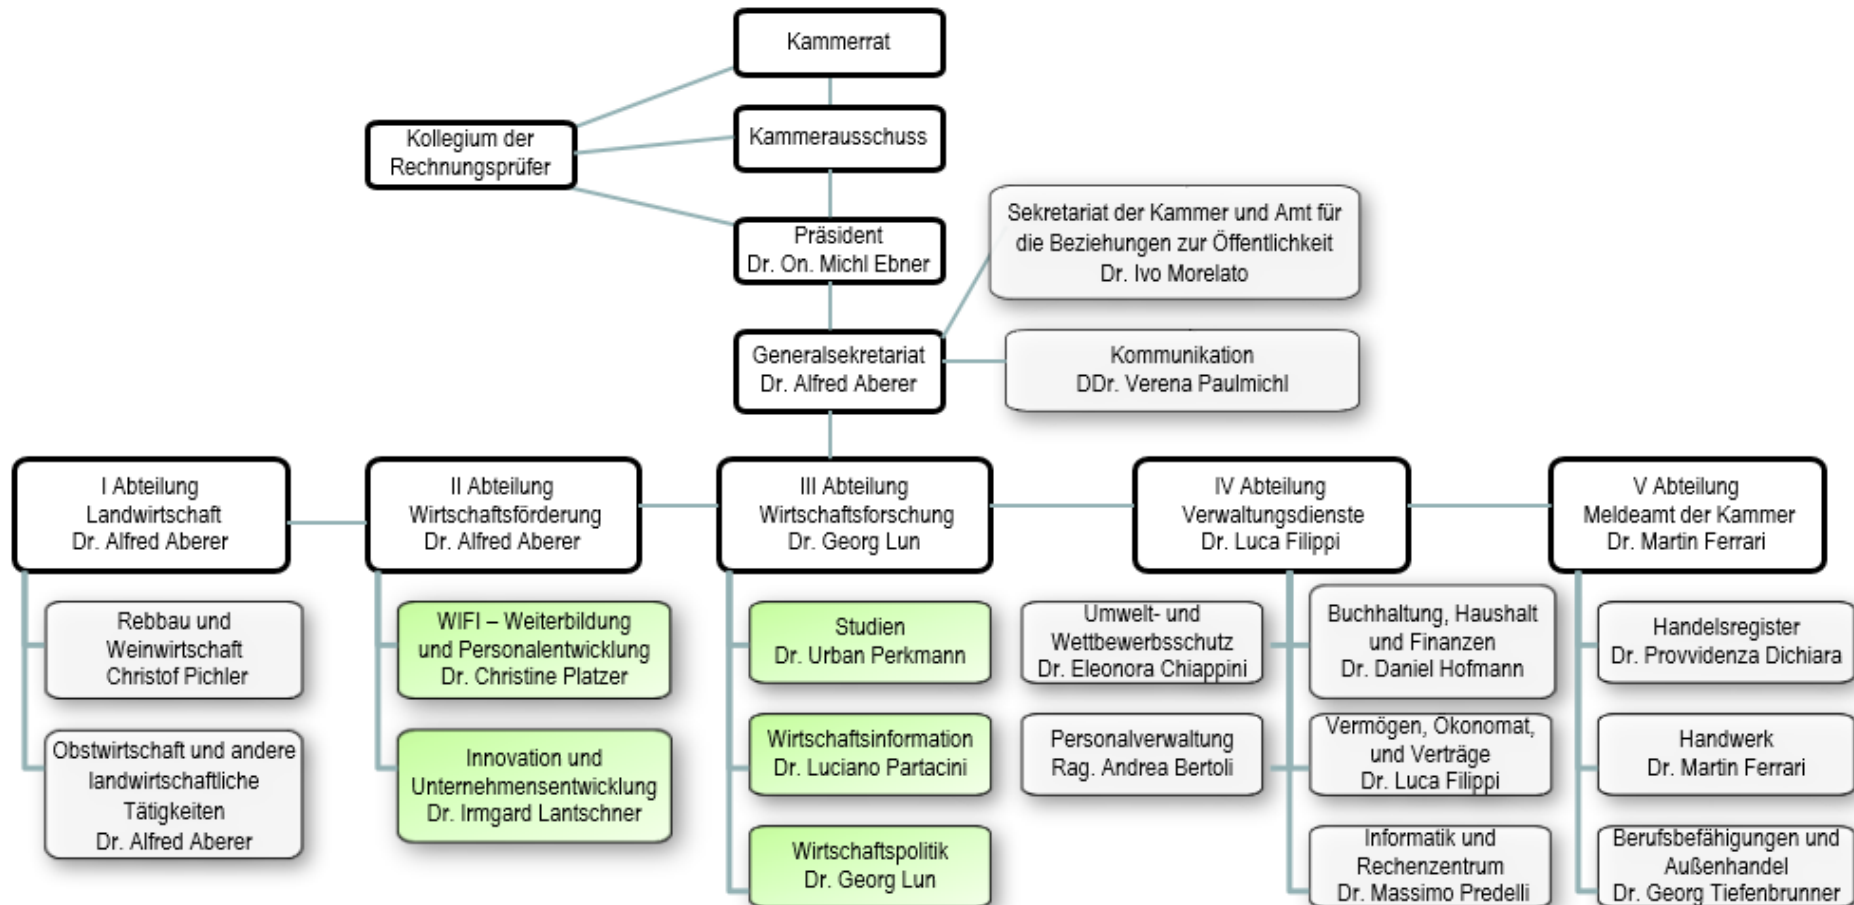 Kammerrat
Kollegium der
Rechnungsprüfer
Kammerausschuss
Präsident
Dr. On. Michl Ebner
Sekretariat der Kammer und Amt für
die Beziehungen zur Öffentlichkeit
Dr. Ivo Morelato
Generalsekretariat
Dr. Alfred Aberer
Kommunikation
DDr. Verena Paulmichl
I Abteilung
Landwirtschaft
Dr. Alfred Aberer
II Abteilung
Wirtschaftsförderung
Dr. Alfred Aberer
III Abteilung
Wirtschaftsforschung
Dr. Georg Lun
IV Abteilung
Verwaltungsdienste
Dr. Luca Filippi
V Abteilung
Meldeamt der Kammer
Dr. Martin Ferrari
Rebbau und
Weinwirtschaft
Christof Pichler
Obstwirtschaft und andere
landwirtschaftliche
Tätigkeiten
Dr. Alfred Aberer
WIFI – Weiterbildung
und Personalentwicklung
Dr. Christine Platzer
Innovation und
Unternehmensentwicklung
Dr. Irmgard Lantschner
Studien
Dr. Urban Perkmann
Wirtschaftsinformation
Dr. Luciano Partacini
Wirtschaftspolitik
Dr. Georg Lun
Umwelt- und
Wettbewerbsschutz
Dr. Eleonora Chiappini
Personalverwaltung
Rag. Andrea Bertoli
Buchhaltung, Haushalt
und Finanzen
Dr. Daniel Hofmann
Vermögen, Ökonomat,
und Verträge
Dr. Luca Filippi
Informatik und
Rechenzentrum
Dr. Massimo Predelli
Handelsregister
Dr. Provvidenza Dichiara
Handwerk
Dr. Martin Ferrari
Berufsbefähigungen und
Außenhandel
Dr. Georg Tiefenbrunner